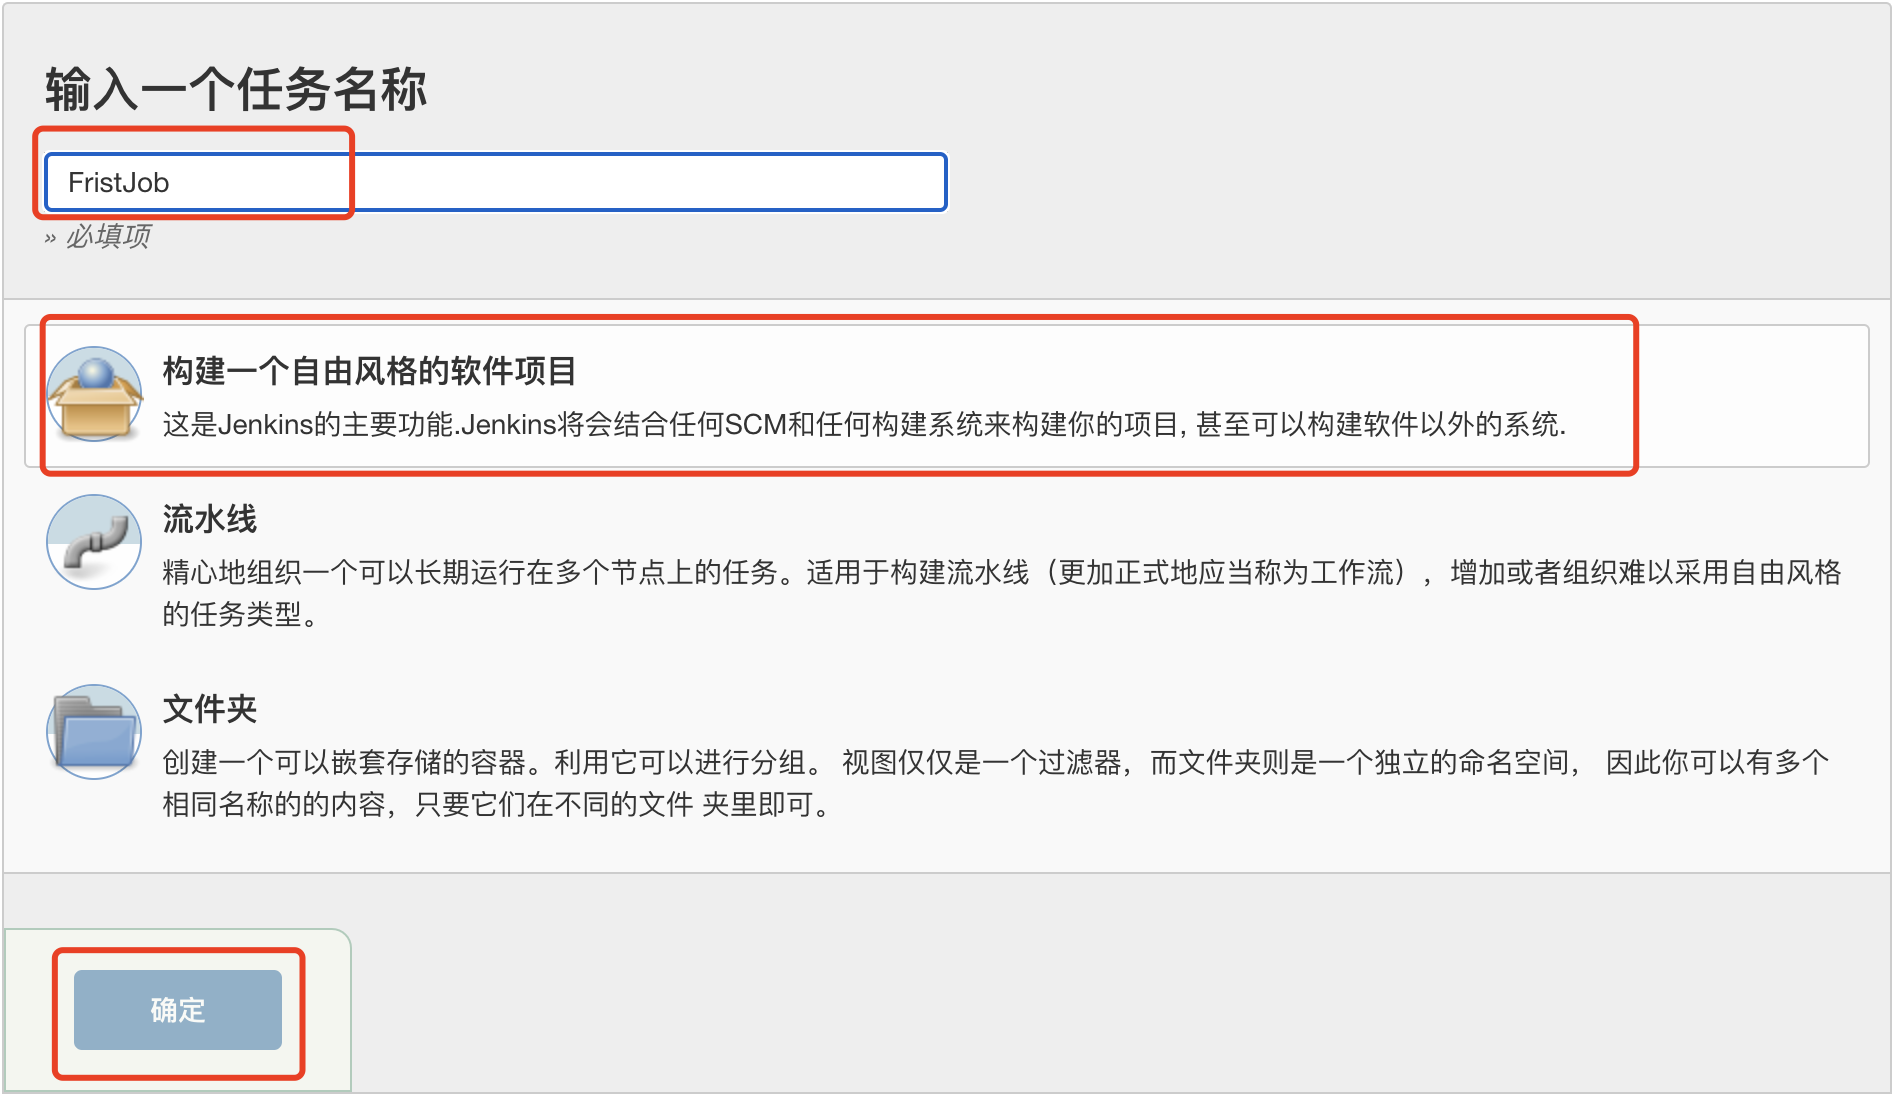 输入一个任务名称
FristJob
» 必填项
构建一个自由风格的软件项目
这是Jenkins的主要功能.Jenkins将会结合任何SCM和任何构建系统来构建你的项目, 甚至可以构建软件以外的系统.
流水线
精心地组织一个可以长期运行在多个节点上的任务。适用于构建流水线（更加正式地应当称为工作流），增加或者组织难以采用自由风格
的任务类型。
文件夹
创建一个可以嵌套存储的容器。利用它可以进行分组。 视图仅仅是一个过滤器，而文件夹则是一个独立的命名空间， 因此你可以有多个
相同名称的的内容，只要它们在不同的文件 夹里即可。
确定